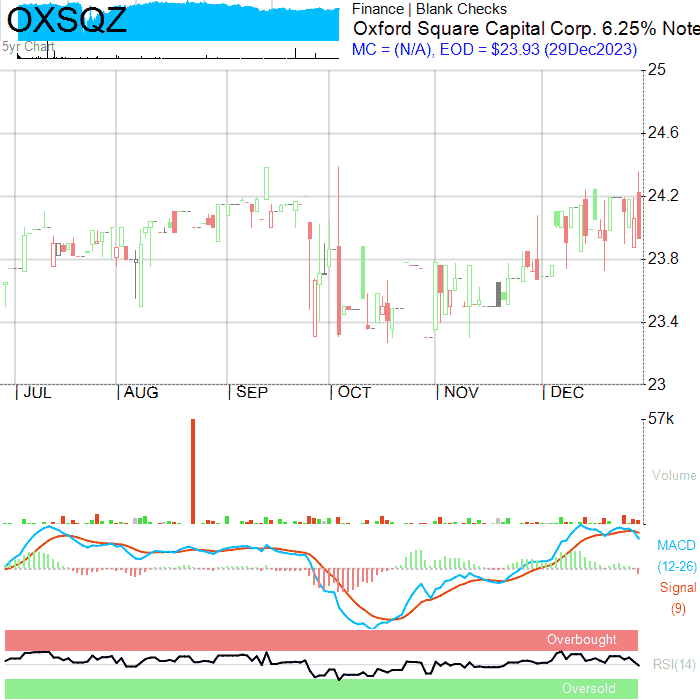 OXSQZ
5yr Chart
Finance | Blank Checks
Oxford Square Capital Corp. 6.25% Note
MC = (N/A), EOD = $23.93 (29Dec2023)
25
24.6
24.2
23.8
23.4
23
| JUL | AUG | SEP | OCT | NOV | DEC
57k
Volume
MACD
(12-26)
Signal
(9)
Overbought
RSI(14)
Oversold